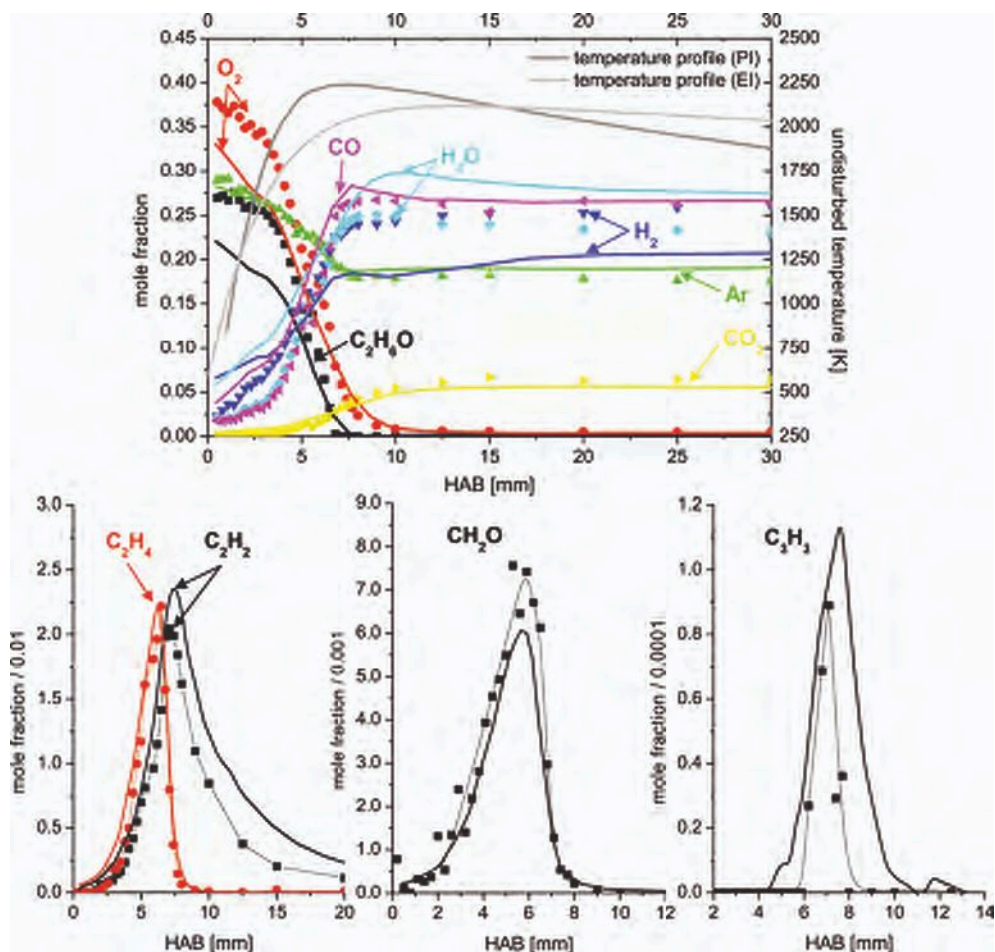 0 5 10 15 20 25 30
0.45 2500
temperature profile (PI)
temperature profile (EI)
0.40 2250
0.35 2000
0.30 1750
0.25 1500
0.20 1250
0.15 1000
0.10 750
0.05 500
0.00 250
mole fraction
undisturbed temperature [K]
O2
CO
H2O
H2
Ar
C2H6O
CO2
0 5 10 15 20 25 30
HAB [mm]
3.0
2.5
2.0
1.5
1.0
0.5
0.0
mole fraction / 0.01
C2H4
C2H2
0 5 10 15 20
HAB [mm]
9.0
8.0
7.0
6.0
5.0
4.0
3.0
2.0
1.0
0.0
mole fraction / 0.001
CH2O
0 2 4 6 8 10 12
HAB [mm]
1.2
1.0
0.8
0.6
0.4
0.2
0.0
mole fraction / 0.0001
C3H3
2 4 6 8 10 12 14
HAB [mm]